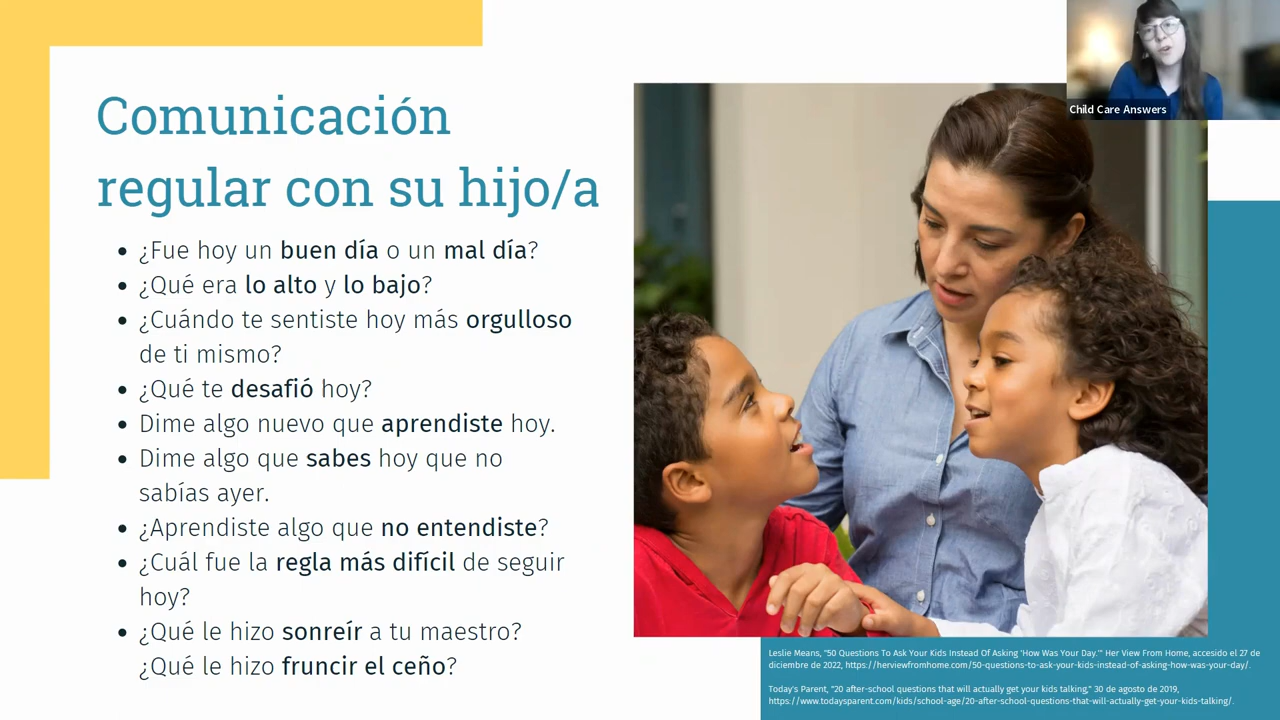 Child Care Answers
Comunicación
regular con su hijo/a
• ¿Fue hoy un buen día o un mal día?
• ¿Qué era lo alto y lo bajo?
• ¿Cuándo te sentiste hoy más orgulloso
de ti mismo?
• ¿Qué te desafió hoy?
• Dime algo nuevo que aprendiste hoy.
• Dime algo que sabes hoy que no
sabías ayer.
• ¿Aprendiste algo que no entendiste?
• ¿Cuál fue la regla más difícil de seguir
hoy?
• ¿Qué le hizo sonreír a tu maestro?
¿Qué le hizo fruncir el ceño?
Leslie Means, "50 Questions To Ask Your Kids Instead Of Asking 'How Was Your Day.'" Her View From Home, accesido el 27 de
diciembre de 2022, https://herviewfromhome.com/50-questions-to-ask-your-kids-instead-of-asking-how-was-your-day/.
Today's Parent, "20 after-school questions that will actually get your kids talking," 30 de agosto de 2019,
https://www.todaysparent.com/kids/school-age/20-after-school-questions-that-will-actually-get-your-kids-talking/.